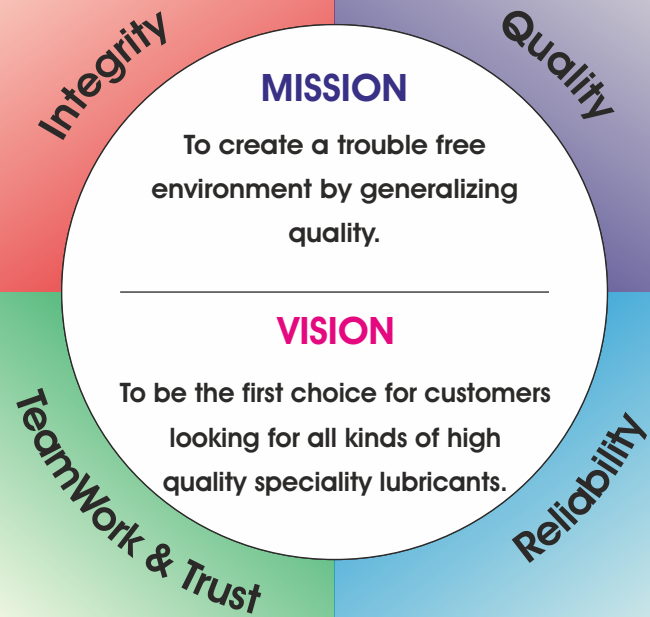 Integrity
Quality
MISSION
To create a trouble free
environment by generalizing
quality.
VISION
To be the first choice for customers
looking for all kinds of high
quality speciality lubricants.
TeamWork & Trust
Reliability